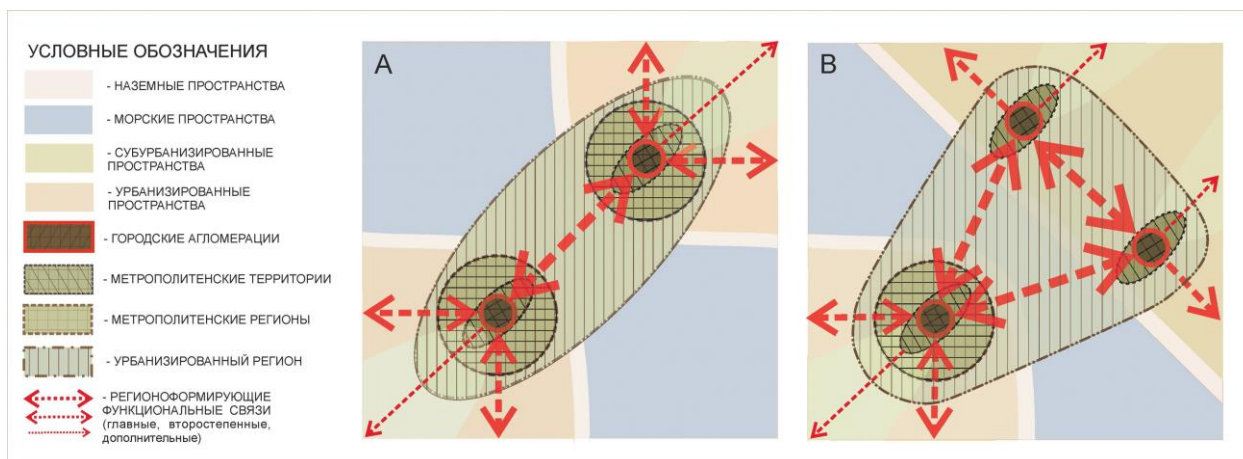 УСЛОВНЫЕ ОБОЗНАЧЕНИЯ
- НАЗЕМНЫЕ ПРОСТРАНСТВА
- МОРСКИЕ ПРОСТРАНСТВА
- СУБУРБАНИЗИРОВАННЫЕ
ПРОСТРАНСТВА
- УРБАНИЗИРОВАННЫЕ
ПРОСТРАНСТВА
- ГОРОДСКИЕ АГЛОМЕРАЦИИ
- МЕТРОПОЛИТЕНСКИЕ ТЕРРИТОРИИ
- МЕТРОПОЛИТЕНСКИЕ РЕГИОНЫ
- УРБАНИЗИРОВАННЫЙ РЕГИОН
- РЕГИОНОФОРМИРУЮЩИЕ
ФУНКЦИОНАЛЬНЫЕ СВЯЗИ
(главные, второстепенные,
дополнительные)
A
B